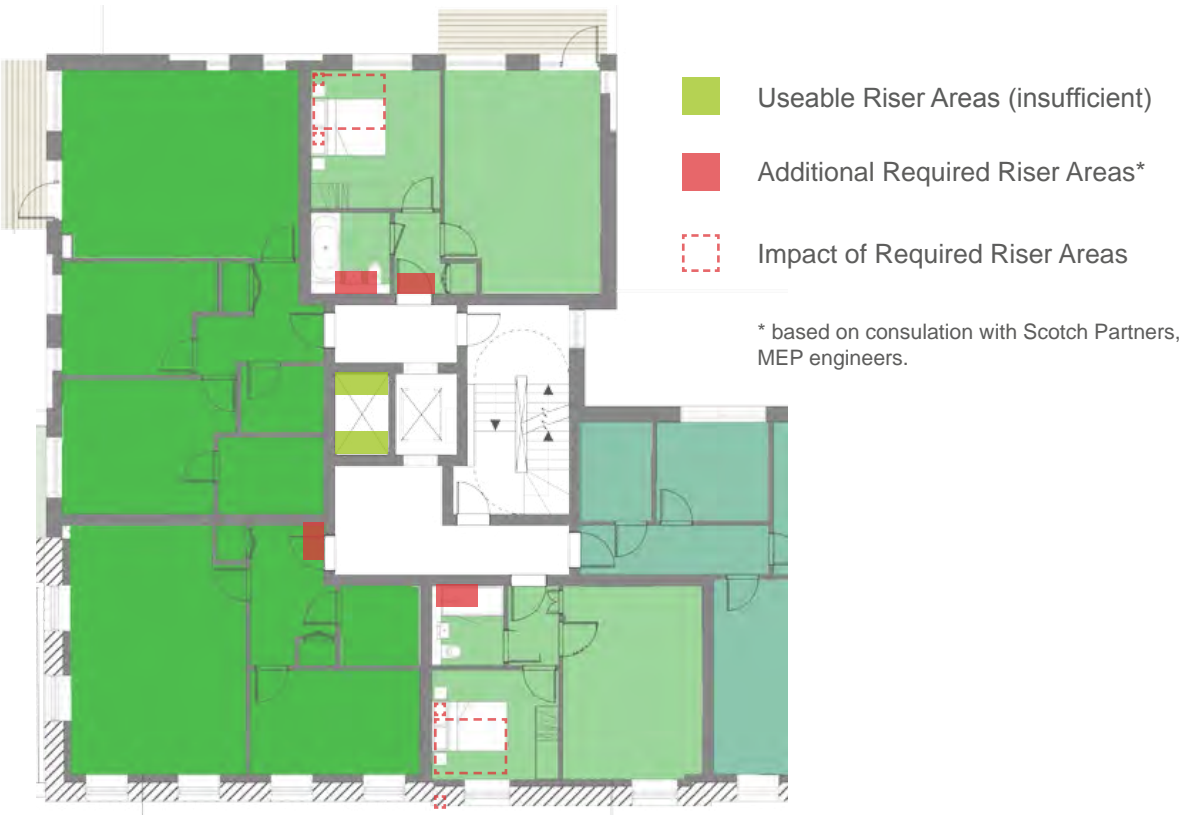 Useable Riser Areas (insufficient)
Additional Required Riser Areas*
Impact of Required Riser Areas
* based on consulation with Scotch Partners,
MEP engineers.